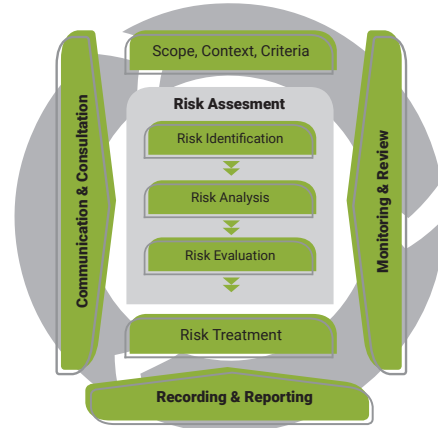 Scope, Context, Criteria
Communication & Consultation
Risk Assesment
Risk Identification
Risk Analysis
Risk Evaluation
Monitoring & Review
Risk Treatment
Recording & Reporting